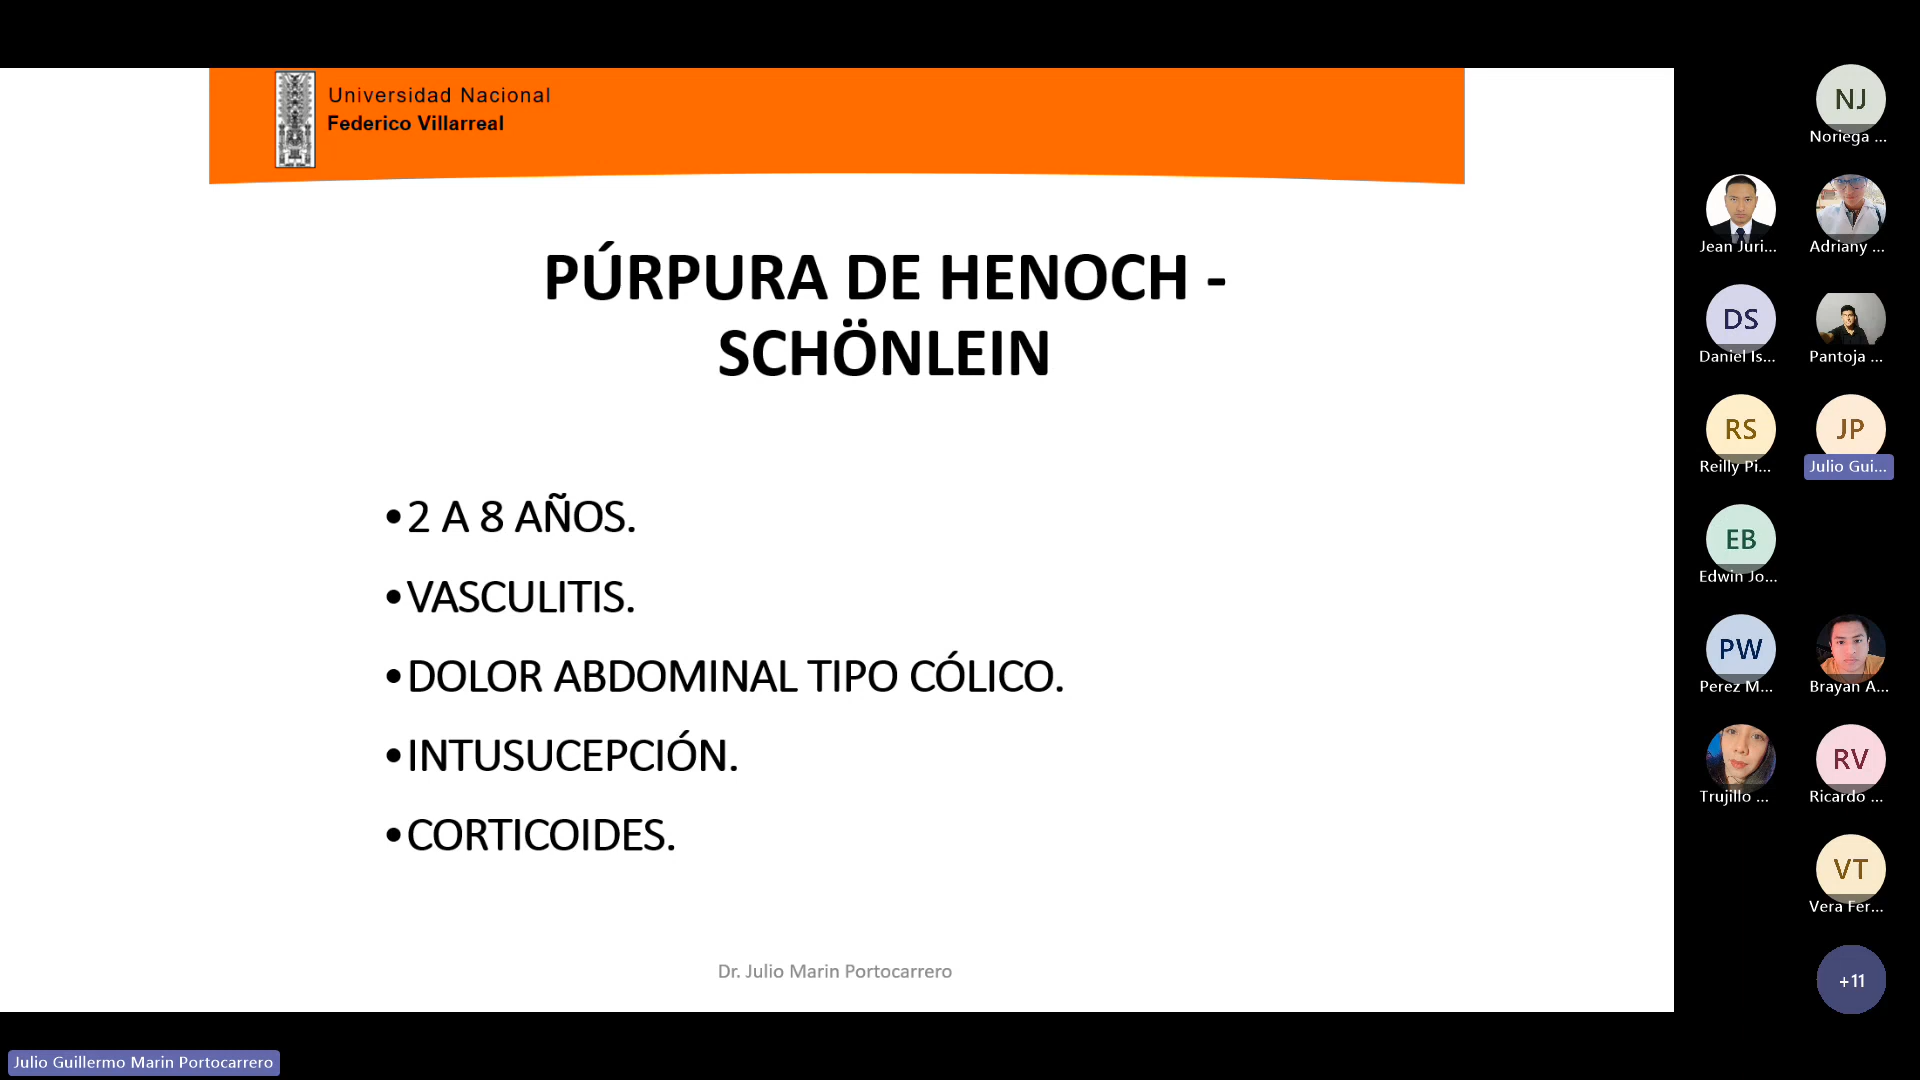 Universidad Nacional
Federico Villarreal
PÚRPURA DE HENOCH -
SCHÖNLEIN
•2 A 8 AÑOS.
•VASCULITIS.
•DOLOR ABDOMINAL TIPO CÓLICO.
•INTUSUCEPCIÓN.
•CORTICOIDES.
Dr. Julio Marin Portocarrero
NJ
Noriega ...
Jean Juri...
Adriany ...
DS
Daniel Is...
Pantoja ...
RS
Reilly Pi...
JP
Julio Gui...
EB
Edwin Jo...
PW
Perez M...
Brayan A...
Trujillo ...
RV
Ricardo ...
VT
Vera Fer...
+11
Julio Guillermo Marin Portocarrero